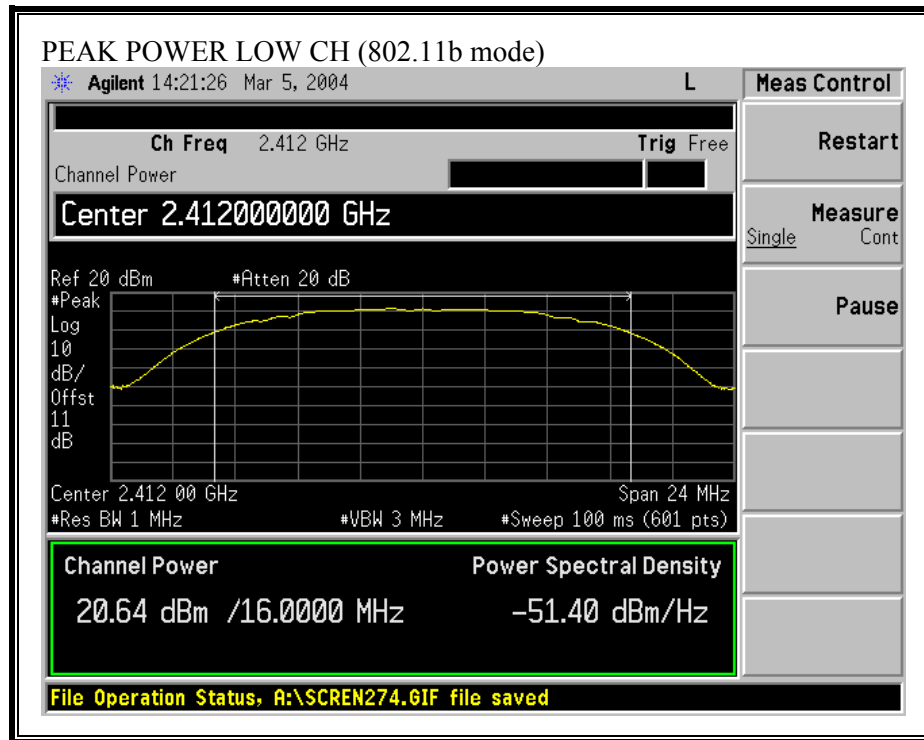 PEAK POWER LOW CH (802.11b mode)
Agilent 14:21:26 Mar 5, 2004 L
Meas Control
Ch Freq 2.412 GHz Trig Free
Channel Power
Center 2.412000000 GHz
Ref 20 dBm #Atten 20 dB
#Peak
Log
10
dB/
Offst
11
dB
Center 2.412 00 GHz Span 24 MHz
#Res BW 1 MHz #VBW 3 MHz #Sweep 100 ms (601 pts)
Channel Power Power Spectral Density
20.64 dBm /16.0000 MHz -51.40 dBm/Hz
File Operation Status, A:\SCREN274.GIF file saved
Restart
Measure
Single Cont
Pause